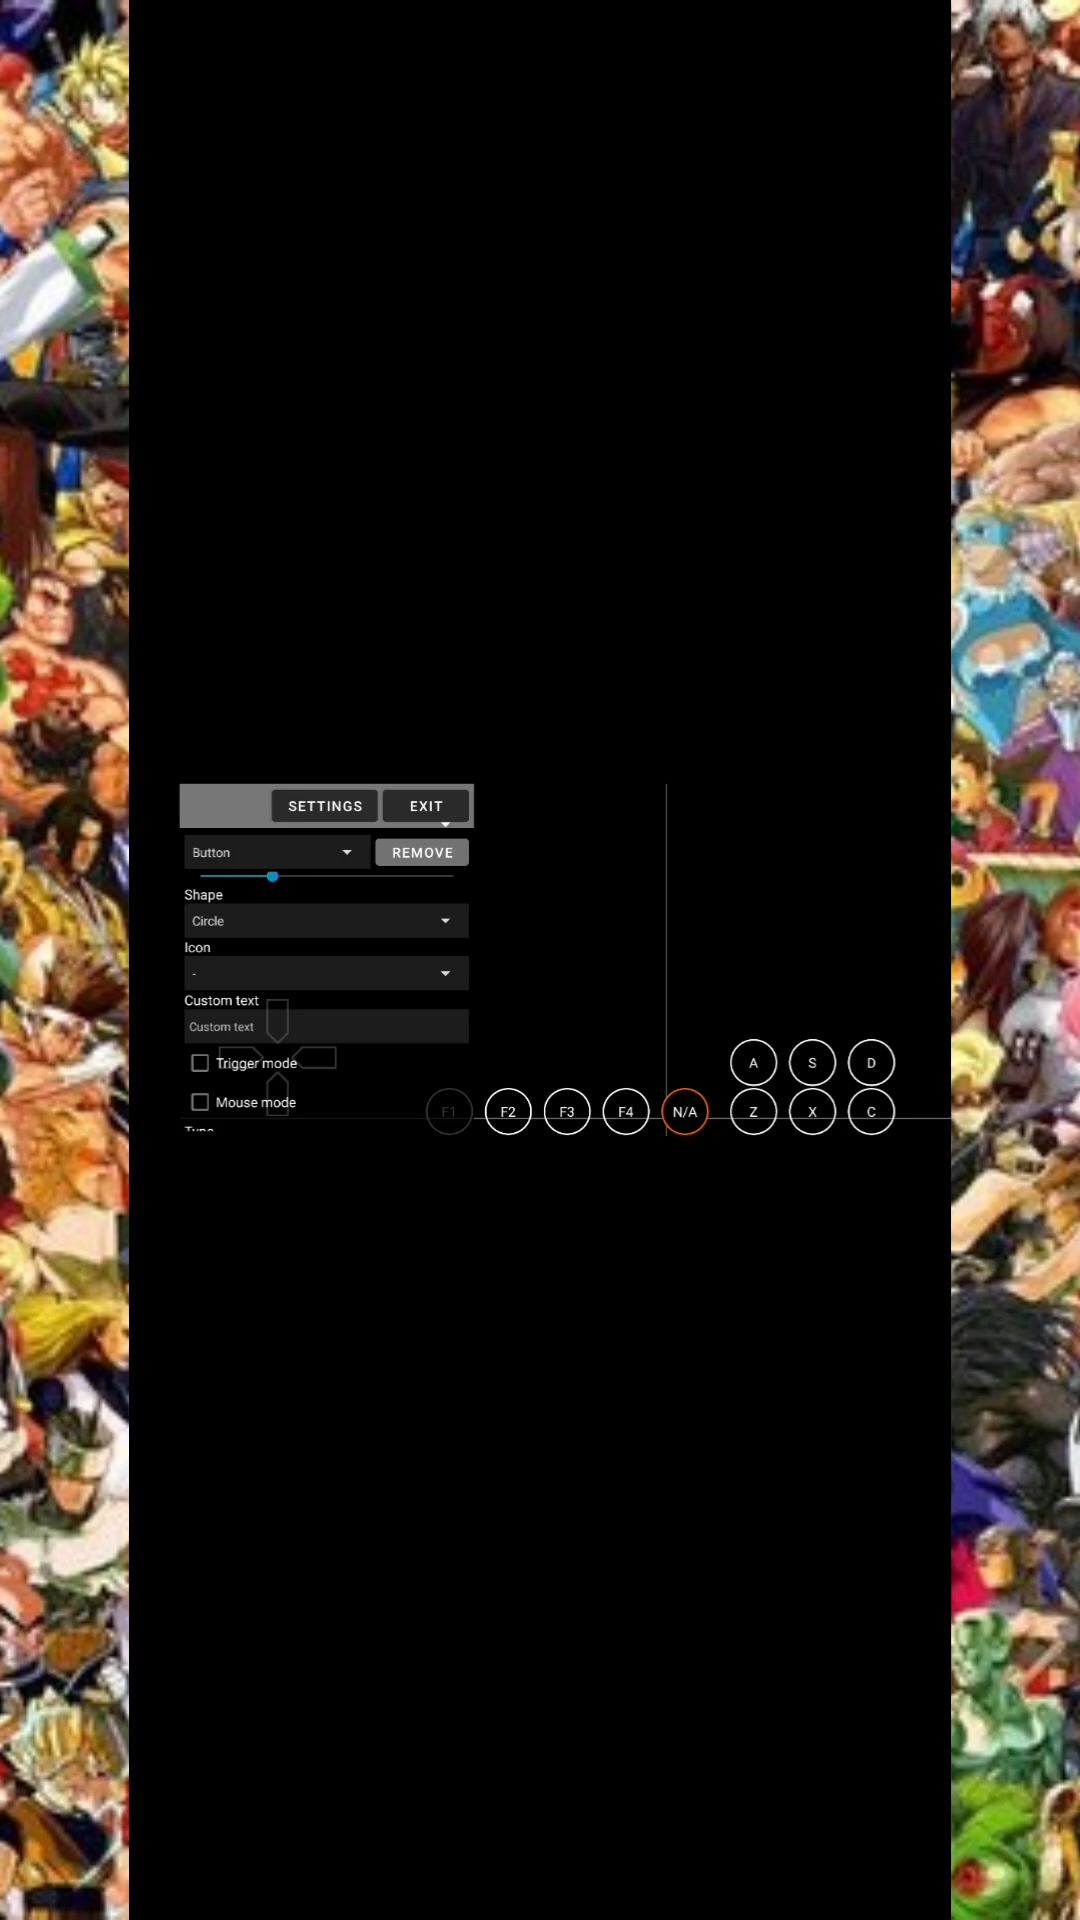 SETTINGS EXIT
Button REMOVE
Shape
Circle
Icon
-
Custom text
Custom text
Trigger mode
Mouse mode
Type
A S D
F1 F2 F3 F4 N/A Z X C